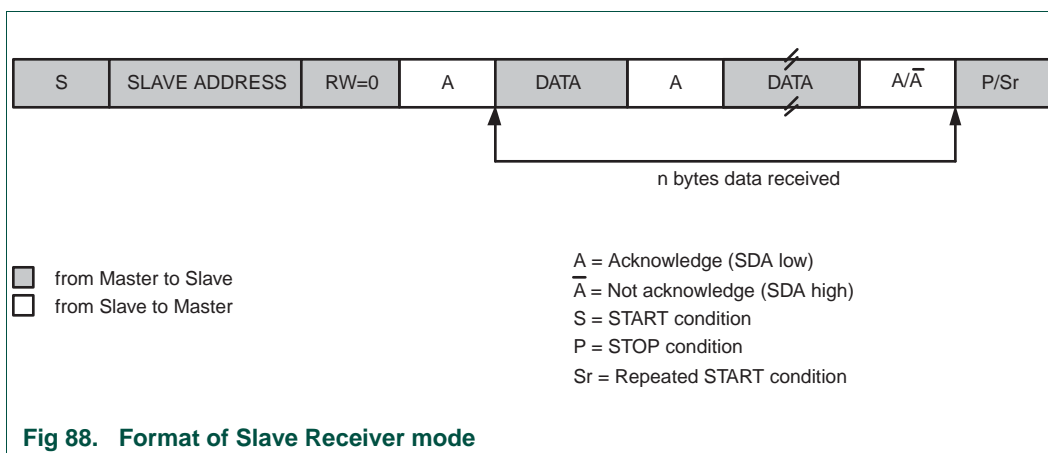 S SLAVE ADDRESS RW=0 A DATA A DATA A/A̅ P/Sr
n bytes data received
from Master to Slave
from Slave to Master
A = Acknowledge (SDA low)
A̅ = Not acknowledge (SDA high)
S = START condition
P = STOP condition
Sr = Repeated START condition
Fig 88. Format of Slave Receiver mode